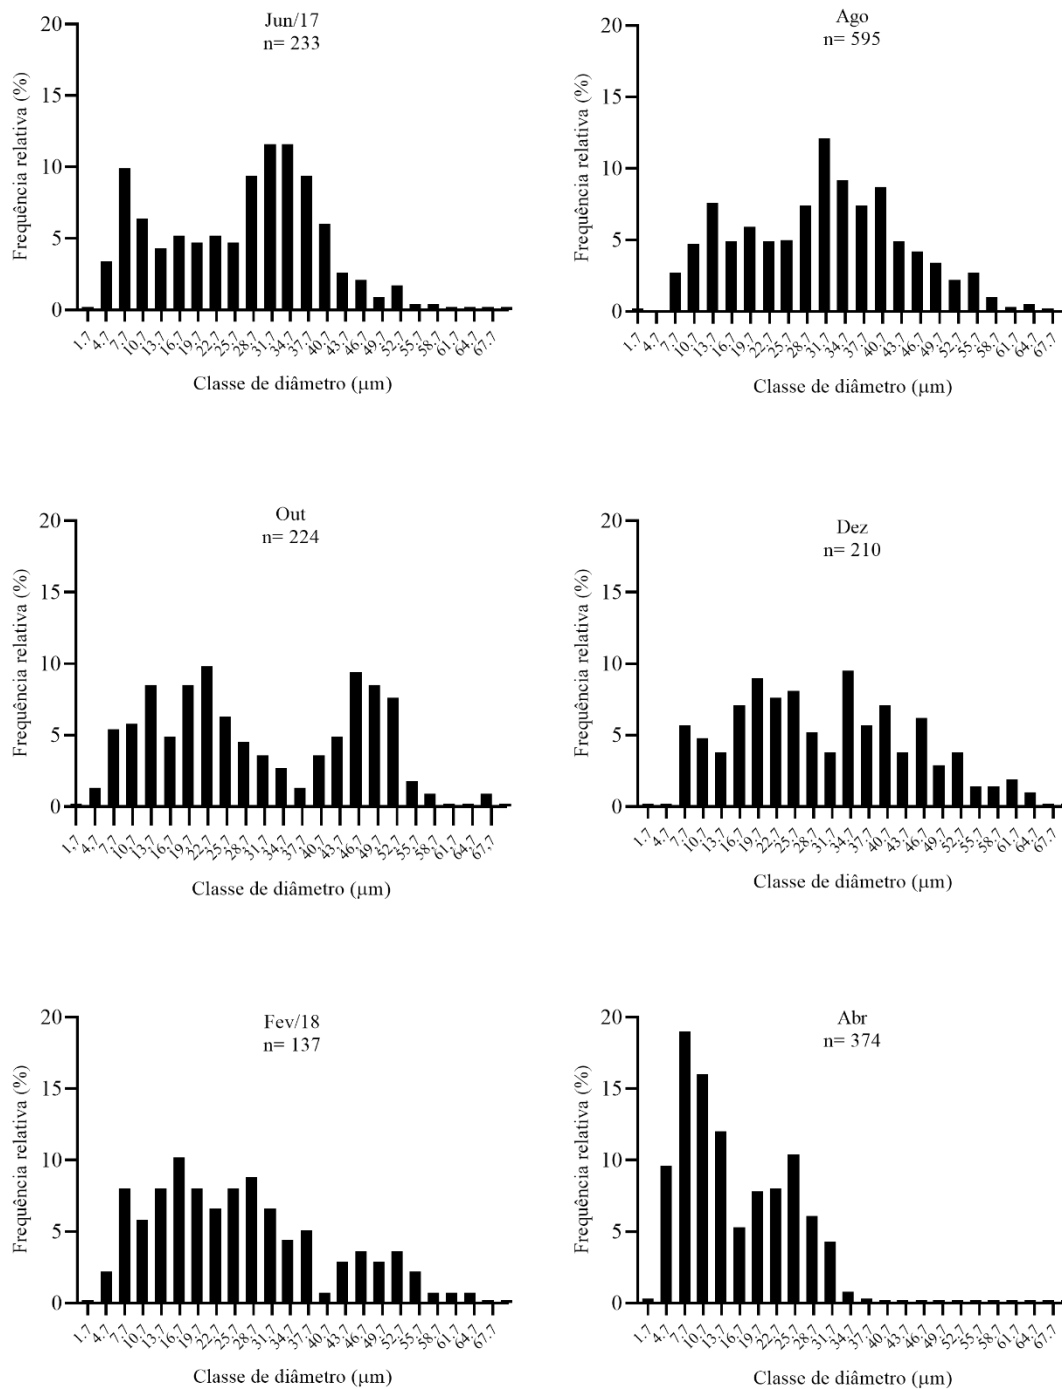 Jun/17
n= 233
Frequência relativa (%)
20
15
10
5
0
1,7 4.7 7.7 10,7 13.7 16.7 19.7 22.7 25.7 28.7 31.7 34.7 37.7 40.7 43.7 46.7 49.7 52.7 55.7 58.7 61.7 64.7 67.7
Classe de diâmetro (µm)
Ago
n= 595
Frequência relativa (%)
20
15
10
5
0
1.7 4.7 7.7 10.7 13.7 16.7 19.7 22.7 25.7 28.7 31.7 34.7 37.7 40.7 43.7 46.7 49.7 52.7 55.7 58.7 61.7 64.7 67.7
Classe de diâmetro (µm)
Out
n= 224
Frequência relativa (%)
20
15
10
5
0
1,7 4.7 7.7 10,7 13.7 16,7 19,7 22,7 25.7 28,7 31,7 34.7 37.7 40,7 43.7 46,7 49,7 52,7 55.7 58.7 61,7 64,7 67.7
Classe de diâmetro (µm)
Dez
n= 210
Frequência relativa (%)
20
15
10
5
0
1,7 4.7 7.7 10.7 13.7 16.7 19.7 22.7 25.7 28.7 31.7 34.7 37.7 40.7 43.7 46.7 49.7 52.7 55.7 58.7 61.7 64.7 67.7
Classe de diâmetro (µm)
Fev/18
n= 137
Frequência relativa (%)
20
15
10
5
0
1,7 4.7 7.7 10,7 13.7 16.7 19.7 22.7 25.7 28.7 31.7 34.7 37.7 40.7 43.7 46.7 49.7 52.7 55.7 58.7 61.7 64.7 67.7
Classe de diâmetro (µm)
Abr
n= 374
Frequência relativa (%)
20
15
10
5
0
1,7 4.7 7.7 10.7 13.7 16.7 19.7 22.7 25.7 28.7 31.7 34.7 37.7 40.7 43.7 46.7 49.7 52.7 55.7 58.7 61.7 64.7 67.7
Classe de diâmetro (µm)